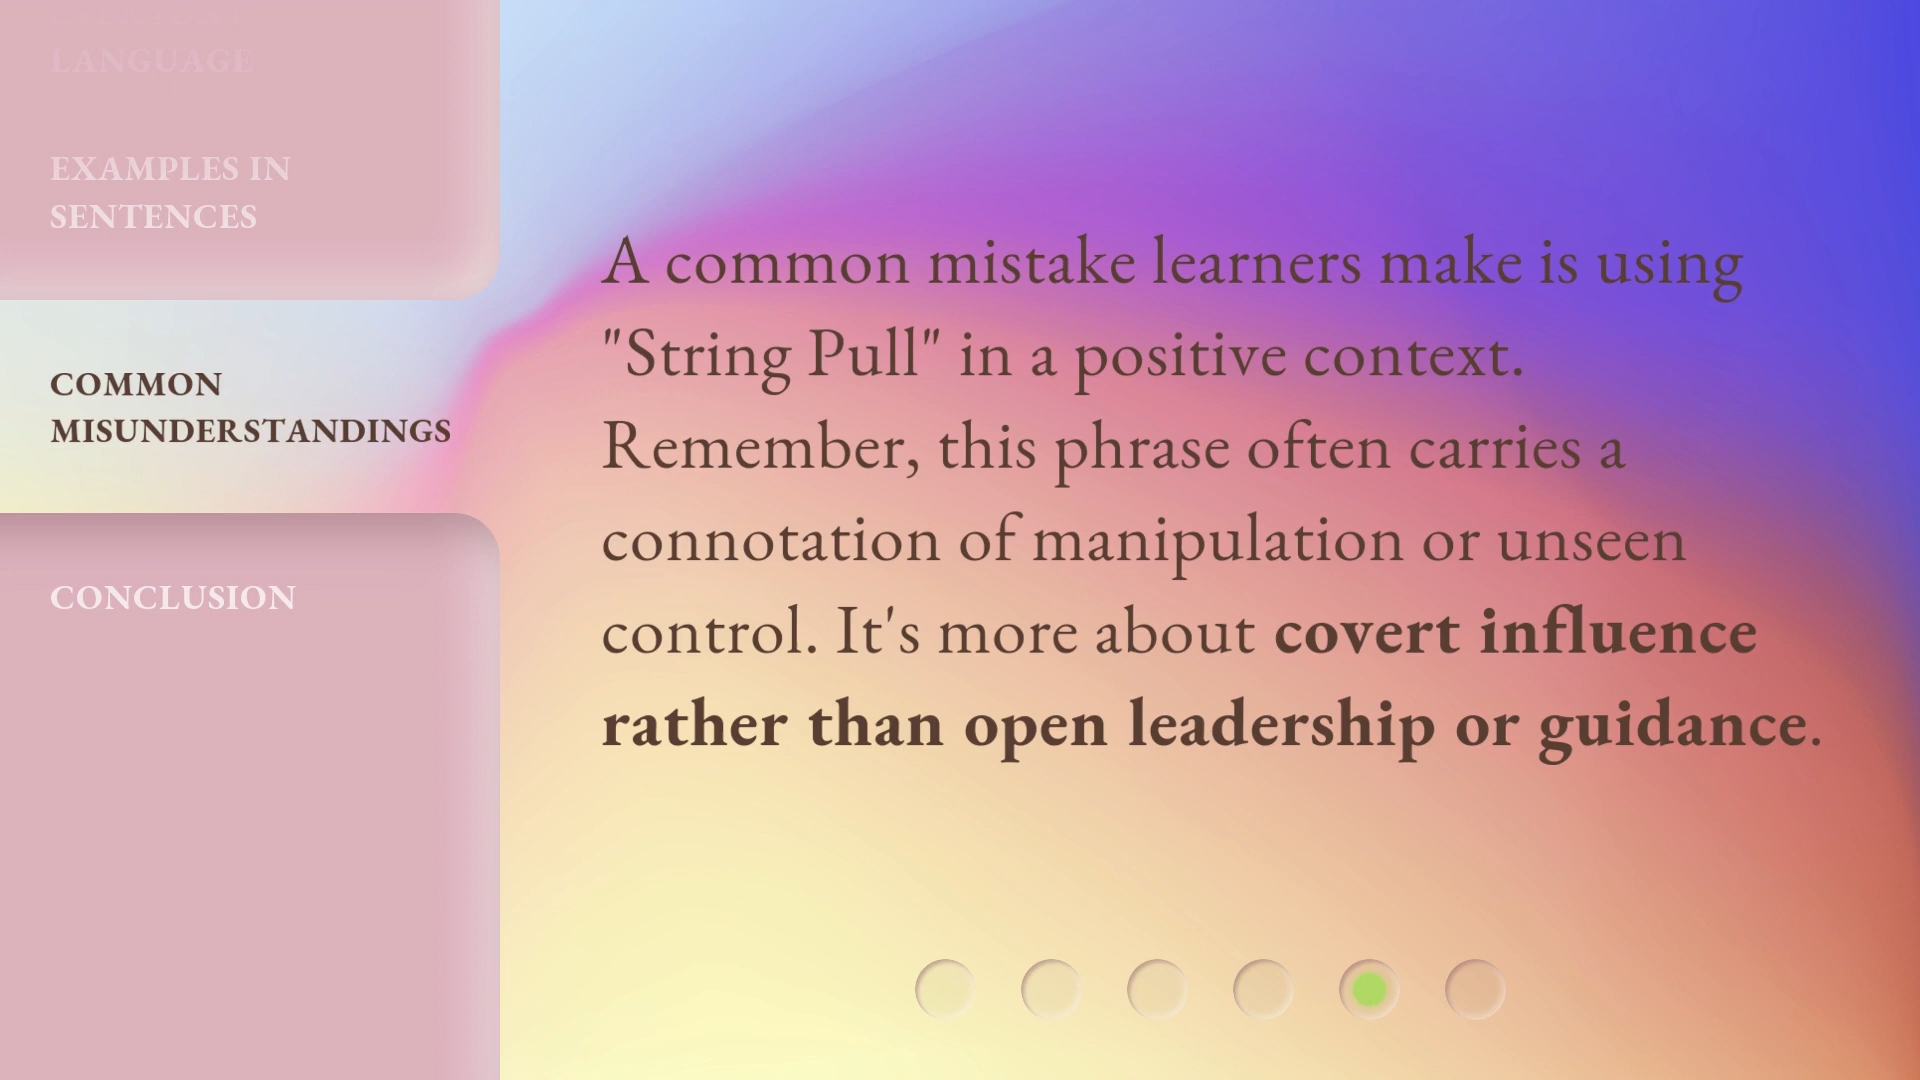 LANGUAGE
EXAMPLES IN
SENTENCES
COMMON
MISUNDERSTANDINGS
CONCLUSION
A common mistake learners make is using
"String Pull" in a positive context.
Remember, this phrase often carries a
connotation of manipulation or unseen
control. It's more about covert influence
rather than open leadership or guidance.